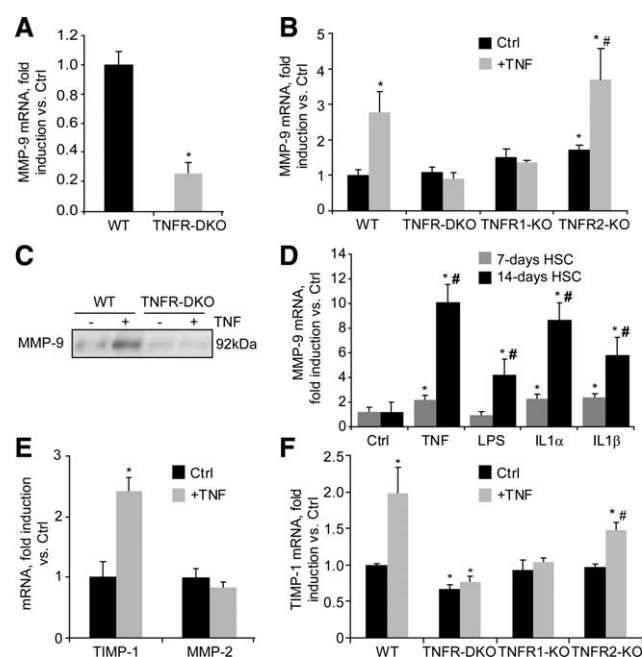 A
MMP-9 mRNA, fold
induction vs. Ctrl
1.2
1.0
0.8
0.6
0.4
0.2
0.0
*
WT
TNFR-DKO
B
MMP-9 mRNA, fold
induction vs. Ctrl
5
4
3
2
1
0
Ctrl
+TNF
*
*
*#
WT
TNFR-DKO
TNFR1-KO
TNFR2-KO
C
WT
TNFR-DKO
- + - + TNF
MMP-9
92kDa
D
MMP-9 mRNA,
fold induction vs. Ctrl
14
12
10
8
6
4
2
0
7-days HSC
14-days HSC
*
*#
*#
*
*#
*
*#
Ctrl
TNF
LPS
IL1α
IL1β
E
mRNA, fold induction
vs. Ctrl
3
2
1
0
Ctrl
+TNF
*
TIMP-1
MMP-2
F
TIMP-1 mRNA, fold
induction vs. Ctrl
2.5
2.0
1.5
1.0
0.5
0.0
Ctrl
+TNF
*
*
*
*#
WT
TNFR-DKO
TNFR1-KO
TNFR2-KO